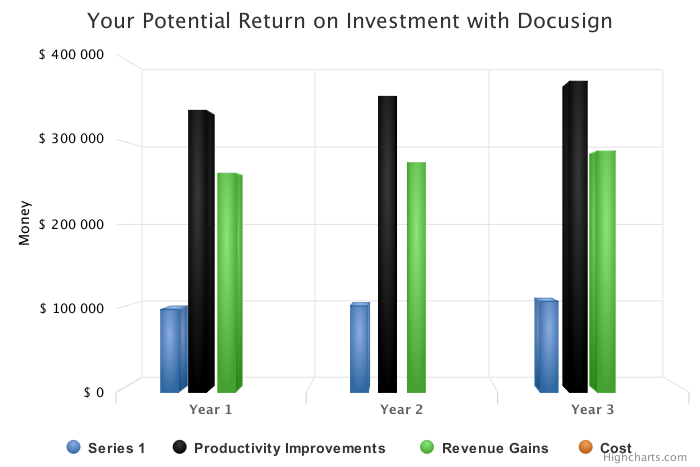 Your Potential Return on Investment with Docusign
$ 400 000
$ 300 000
$ 200 000
$ 100 000
$ 0
Money
Year 1
Year 2
Year 3
Series 1
Productivity Improvements
Revenue Gains
Cost
Highcharts.com